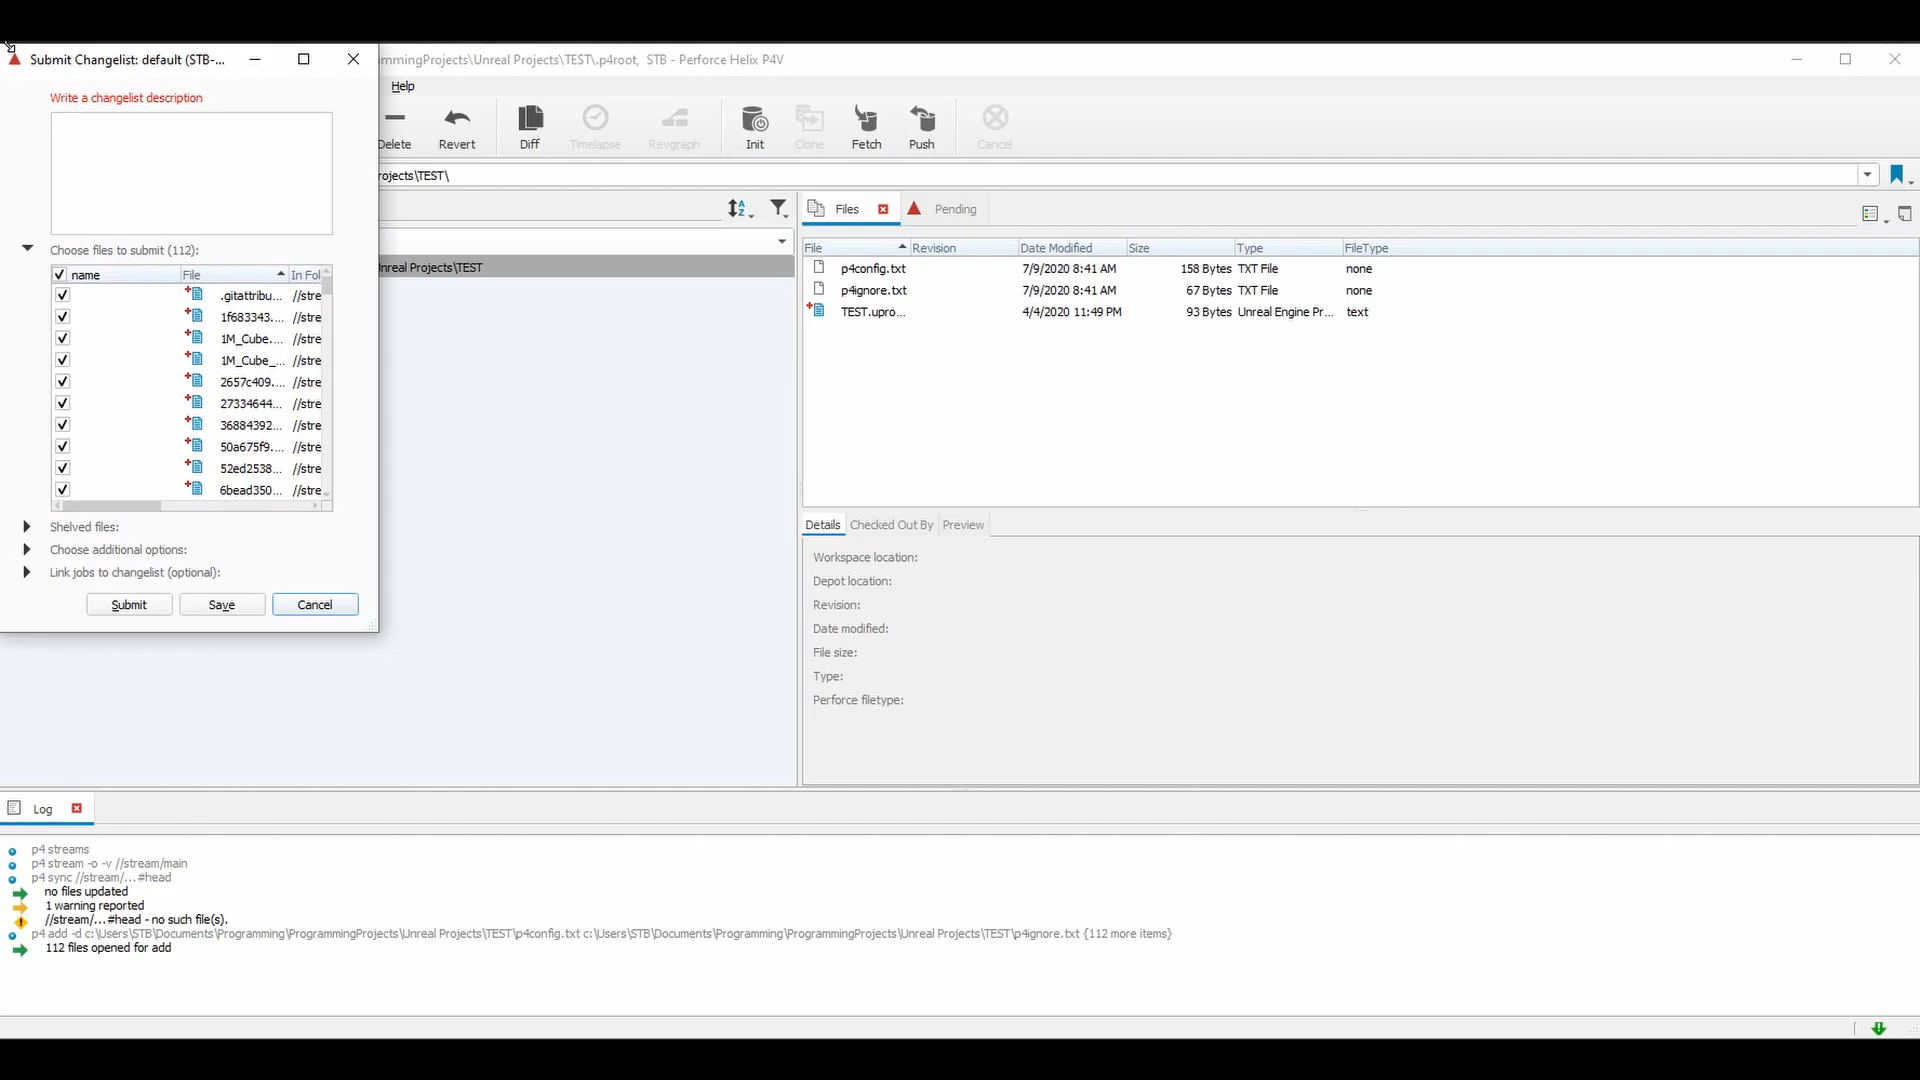 Submit Changelist: default (STB-...
mmingProjects\Unreal Projects\TEST\.p4root, STB - Perforce Helix P4V
Help
Delete
Revert
Diff
Timelapse
Revgraph
Init
Clone
Fetch
Push
Cancel
rojects\TEST\
nreal Projects\TEST
Write a changelist description
Choose files to submit (112):
name File In Fol
.gitattribu... //stre
1f683343.... //stre
1M_Cube.... //stre
1M_Cube_... //stre
2657c409.... //stre
27334644... //stre
36884392... //stre
50a675f9.... //stre
52ed2538... //stre
6bead350... //stre
Shelved files:
Choose additional options:
Link jobs to changelist (optional):
Submit Save Cancel
Files
Pending
File Revision Date Modified Size Type FileType
p4config.txt 7/9/2020 8:41 AM 158 Bytes TXT File none
p4ignore.txt 7/9/2020 8:41 AM 67 Bytes TXT File none
TEST.upro... 4/4/2020 11:49 PM 93 Bytes Unreal Engine Pr... text
Details Checked Out By Preview
Workspace location:
Depot location:
Revision:
Date modified:
File size:
Type:
Perforce filetype:
Log
p4 streams
p4 stream -o -v //stream/main
p4 sync //stream/...#head
no files updated
1 warning reported
//stream/...#head - no such file(s).
p4 add -d c:\Users\STB\Documents\Programming\ProgrammingProjects\Unreal Projects\TEST\p4config.txt c:\Users\STB\Documents\Programming\ProgrammingProjects\Unreal Projects\TEST\p4ignore.txt {112 more items}
112 files opened for add